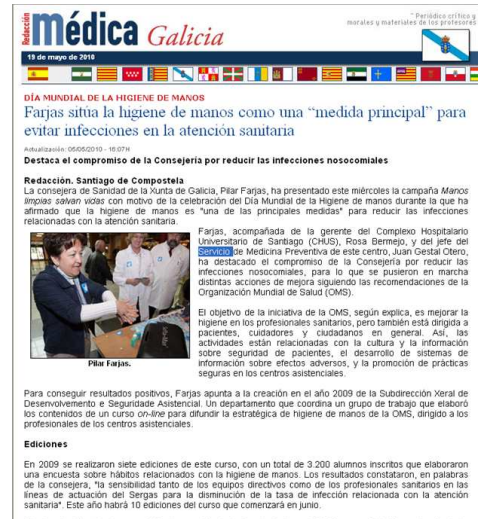 Redacción
médica Galicia
" Periódico crítico y
morales y materiales de los profesores
19 de mayo de 2010
DÍA MUNDIAL DE LA HIGIENE DE MANOS
Farjas sitúa la higiene de manos como una “medida principal” para
evitar infecciones en la atención sanitaria
Actualización: 05/05/2010 - 16:07H
Destaca el compromiso de la Consejería por reducir las infecciones nosocomiales
Redacción. Santiago de Compostela
La consejera de Sanidad de la Xunta de Galicia, Pilar Farjas, ha presentado este miércoles la campaña Manos
limpias salvan vidas con motivo de la celebración del Día Mundial de la Higiene de manos durante la que ha
afirmado que la higiene de manos es "una de las principales medidas" para reducir las infecciones
relacionadas con la atención sanitaria.
Farjas, acompañada de la gerente del Complexo Hospitalario
Universitario de Santiago (CHUS), Rosa Bermejo, y del jefe del
Servicio de Medicina Preventiva de este centro, Juan Gestal Otero,
ha destacado el compromiso de la Consejería por reducir las
infecciones nosocomiales, para lo que se pusieron en marcha
distintas acciones de mejora siguiendo las recomendaciones de la
Organización Mundial de Salud (OMS).
El objetivo de la iniciativa de la OMS, según explica, es mejorar la
higiene en los profesionales sanitarios, pero también está dirigida a
pacientes, cuidadores y ciudadanos en general. Así, las
actividades están relacionadas con la cultura y la información
sobre seguridad de pacientes, el desarrollo de sistemas de
información sobre efectos adversos, y la promoción de prácticas
seguras en los centros asistenciales.
Pilar Farjas.
Para conseguir resultados positivos, Farjas apunta a la creación en el año 2009 de la Subdirección Xeral de
Desenvolvemento e Seguridade Asistencial. Un departamento que coordina un grupo de trabajo que elaboró
los contenidos de un curso on-line para difundir la estratégica de higiene de manos de la OMS, dirigido a los
profesionales de los centros asistenciales.
Ediciones
En 2009 se realizaron siete ediciones de este curso, con un total de 3.200 alumnos inscritos que elaboraron
una encuesta sobre hábitos relacionados con la higiene de manos. Los resultados constataron, en palabras
de la consejera, "la sensibilidad tanto de los equipos directivos como de los profesionales sanitarios en las
líneas de actuación del Sergas para la disminución de la tasa de infección relacionada con la atención
sanitaria". Este año habrá 10 ediciones del curso que comenzará en junio.